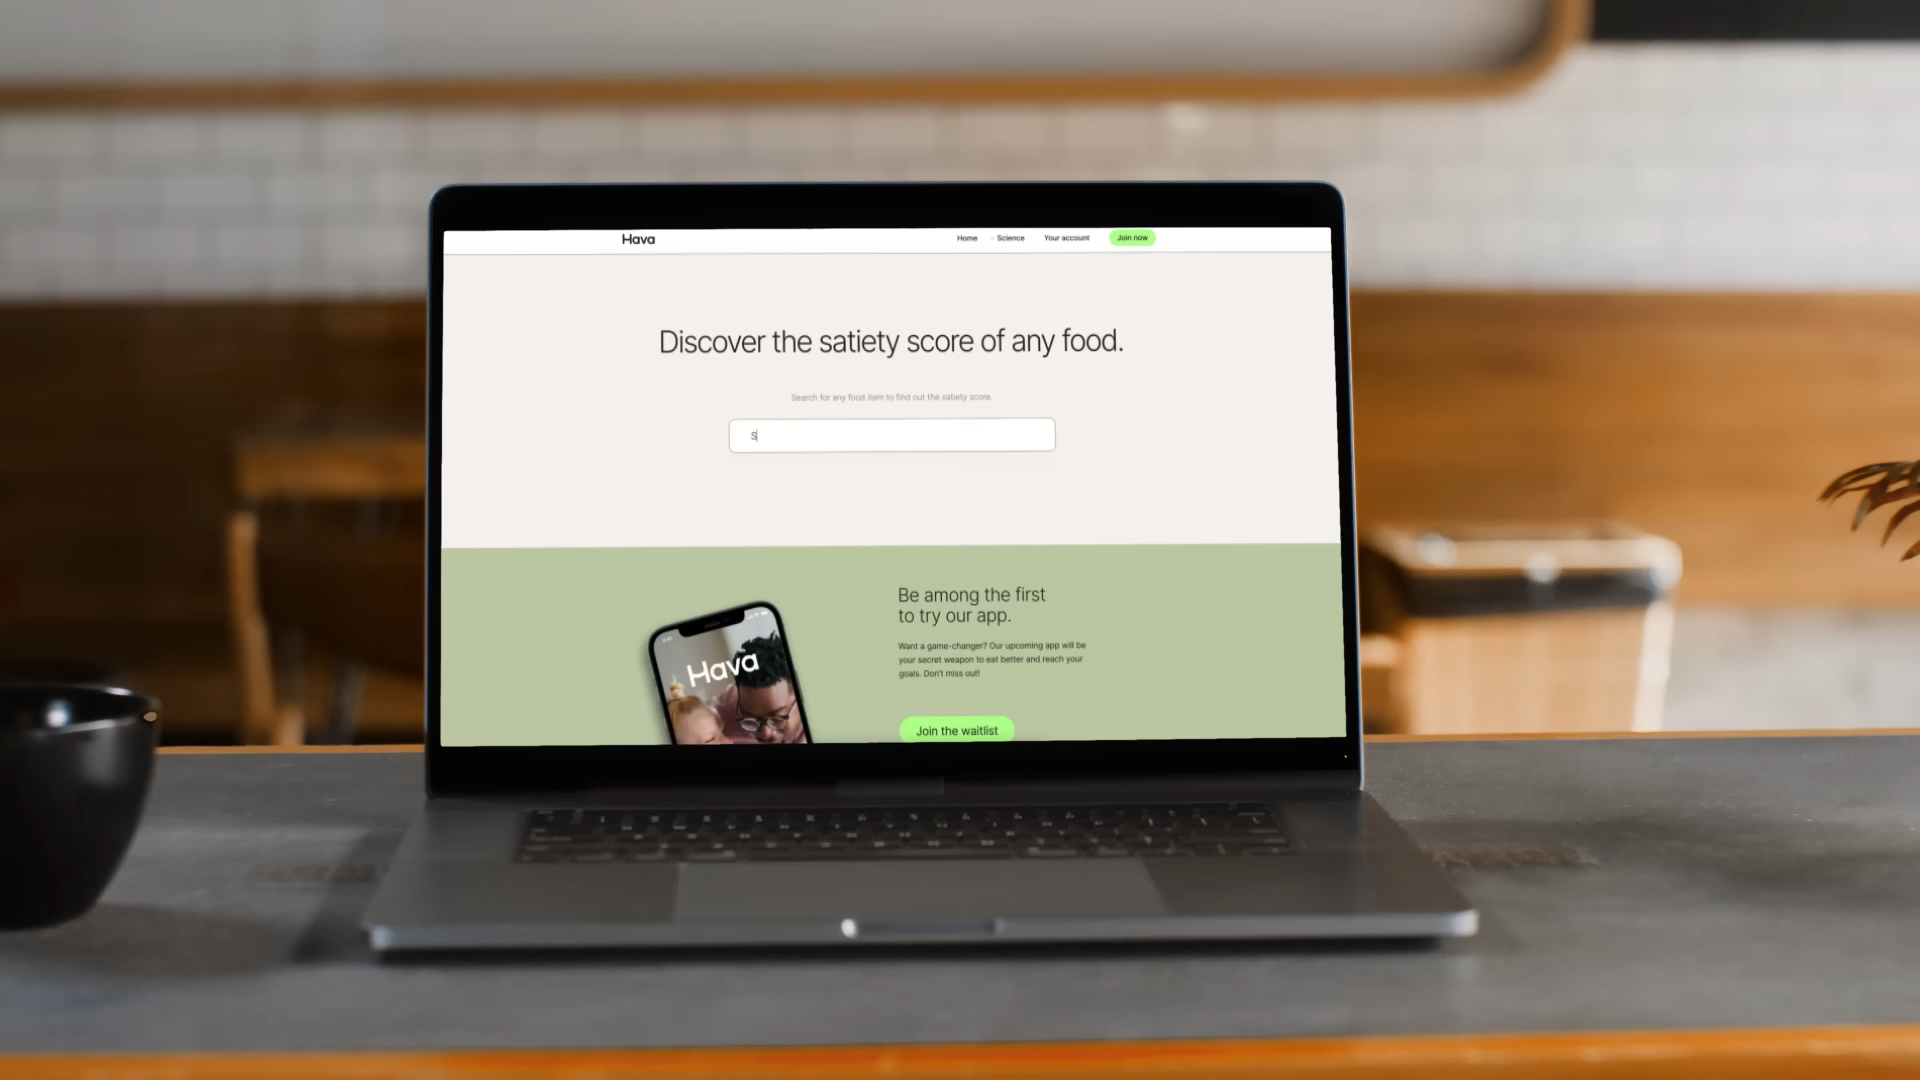 Hava
Home Science Your account Join now
Discover the satiety score of any food.
Search for any food item to find out the satiety score.
S
Be among the first
to try our app.
Want a game-changer? Our upcoming app will be
your secret weapon to eat better and reach your
goals. Don't miss out!
Join the waitlist
Hava